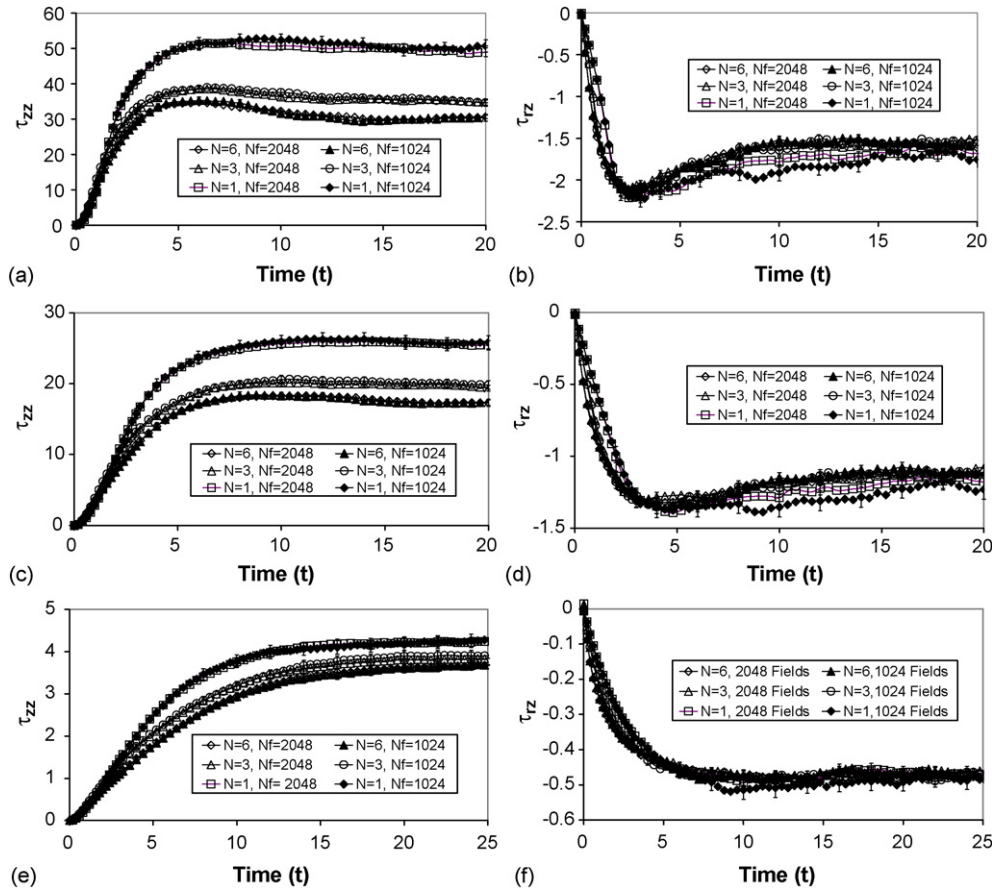 60
50
40
30
20
10
0
τzz
N=6, Nf=2048 N=6, Nf=1024
N=3, Nf=2048 N=3, Nf=1024
N=1, Nf=2048 N=1, Nf=1024
0 5 10 15 20
Time (t)
(a)
0
-0.5
-1
-1.5
-2
-2.5
τrz
N=6, Nf=2048 N=6, Nf=1024
N=3, Nf=2048 N=3, Nf=1024
N=1, Nf=2048 N=1, Nf=1024
0 5 10 15 20
Time (t)
(b)
30
20
10
0
τzz
N=6, Nf=2048 N=6, Nf=1024
N=3, Nf=2048 N=3, Nf=1024
N=1, Nf=2048 N=1, Nf=1024
0 5 10 15 20
Time (t)
(c)
0
-0.5
-1
-1.5
τrz
N=6, Nf=2048 N=6, Nf=1024
N=3, Nf=2048 N=3, Nf=1024
N=1, Nf=2048 N=1, Nf=1024
0 5 10 15 20
Time (t)
(d)
5
4
3
2
1
0
τzz
N=6, Nf=2048 N=6, Nf=1024
N=3, Nf=2048 N=3, Nf=1024
N=1, Nf= 2048 N=1, Nf=1024
0 5 10 15 20 25
Time (t)
(e)
0
-0.1
-0.2
-0.3
-0.4
-0.5
-0.6
τrz
N=6, 2048 Fields N=6,1024 Fields
N=3, 2048 Fields N=3,1024 Fields
N=1, 2048 Fields N=1,1024 Fields
0 5 10 15 20 25
Time (t)
(f)